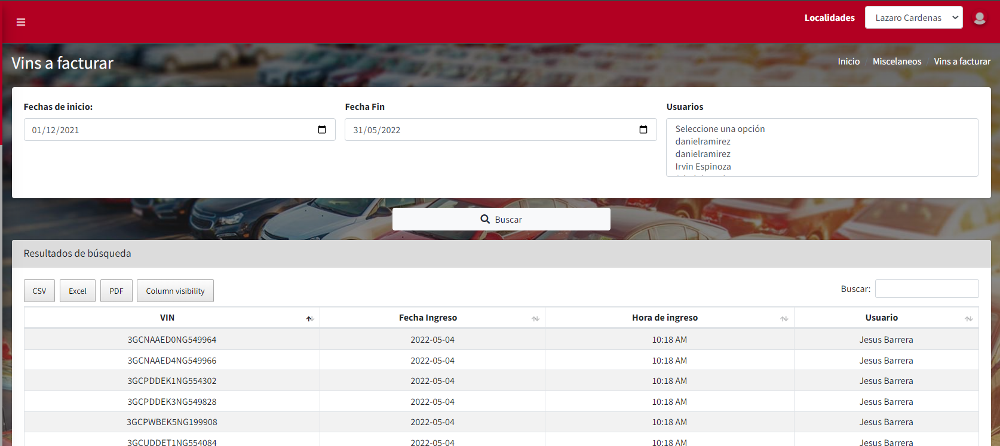 Localidades Lazaro Cardenas
Vins a facturar
Inicio / Miscelaneos / Vins a facturar
Fechas de inicio: Fecha Fin Usuarios
01/12/2021 31/05/2022 Seleccione una opción
danielramirez
danielramirez
Irvin Espinoza
Buscar
Resultados de búsqueda
CSV Excel PDF Column visibility Buscar:
VIN Fecha Ingreso Hora de ingreso Usuario
3GCNAAED0NG549964 2022-05-04 10:18 AM Jesus Barrera
3GCNAAED4NG549966 2022-05-04 10:18 AM Jesus Barrera
3GCPDDEK1NG554302 2022-05-04 10:18 AM Jesus Barrera
3GCPDDEK3NG549828 2022-05-04 10:18 AM Jesus Barrera
3GCPWBEK5NG199908 2022-05-04 10:18 AM Jesus Barrera
3GCUDDET1NG554084 2022-05-04 10:18 AM Jesus Barrera